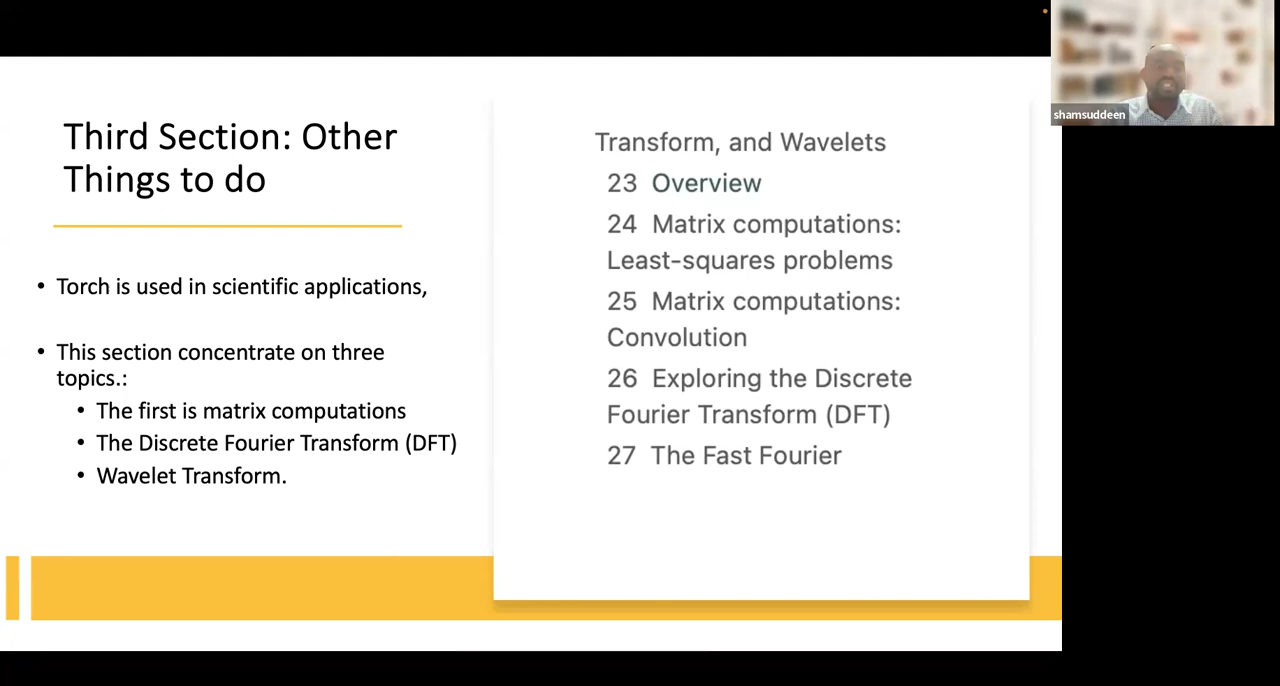 Third Section: Other
Things to do
• Torch is used in scientific applications,
• This section concentrate on three
topics.:
• The first is matrix computations
• The Discrete Fourier Transform (DFT)
• Wavelet Transform.
Transform, and Wavelets
23 Overview
24 Matrix computations:
Least-squares problems
25 Matrix computations:
Convolution
26 Exploring the Discrete
Fourier Transform (DFT)
27 The Fast Fourier
shamsuddeen